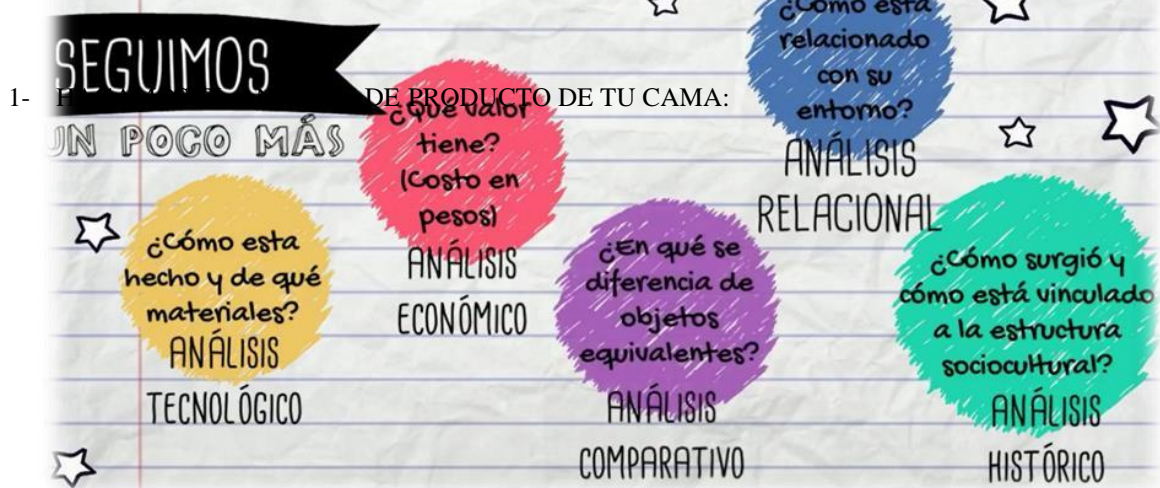 SEGUIMOS
UN POCO MÁS
1- DE PRODUCTO DE TU CAMA:
¿Cómo esta
hecho y de qué
materiales?
ANÁLISIS
TECNOLÓGICO
¿Qué valor
tiene?
(Costo en
pesos)
ANÁLISIS
ECONÓMICO
¿En qué se
diferencia de
objetos
equivalentes?
ANÁLISIS
COMPARATIVO
¿Cómo esta
relacionado
con su
entorno?
ANÁLISIS
RELACIONAL
¿Cómo surgió y
cómo está vinculado
a la estructura
sociocultural?
ANÁLISIS
HISTÓRICO